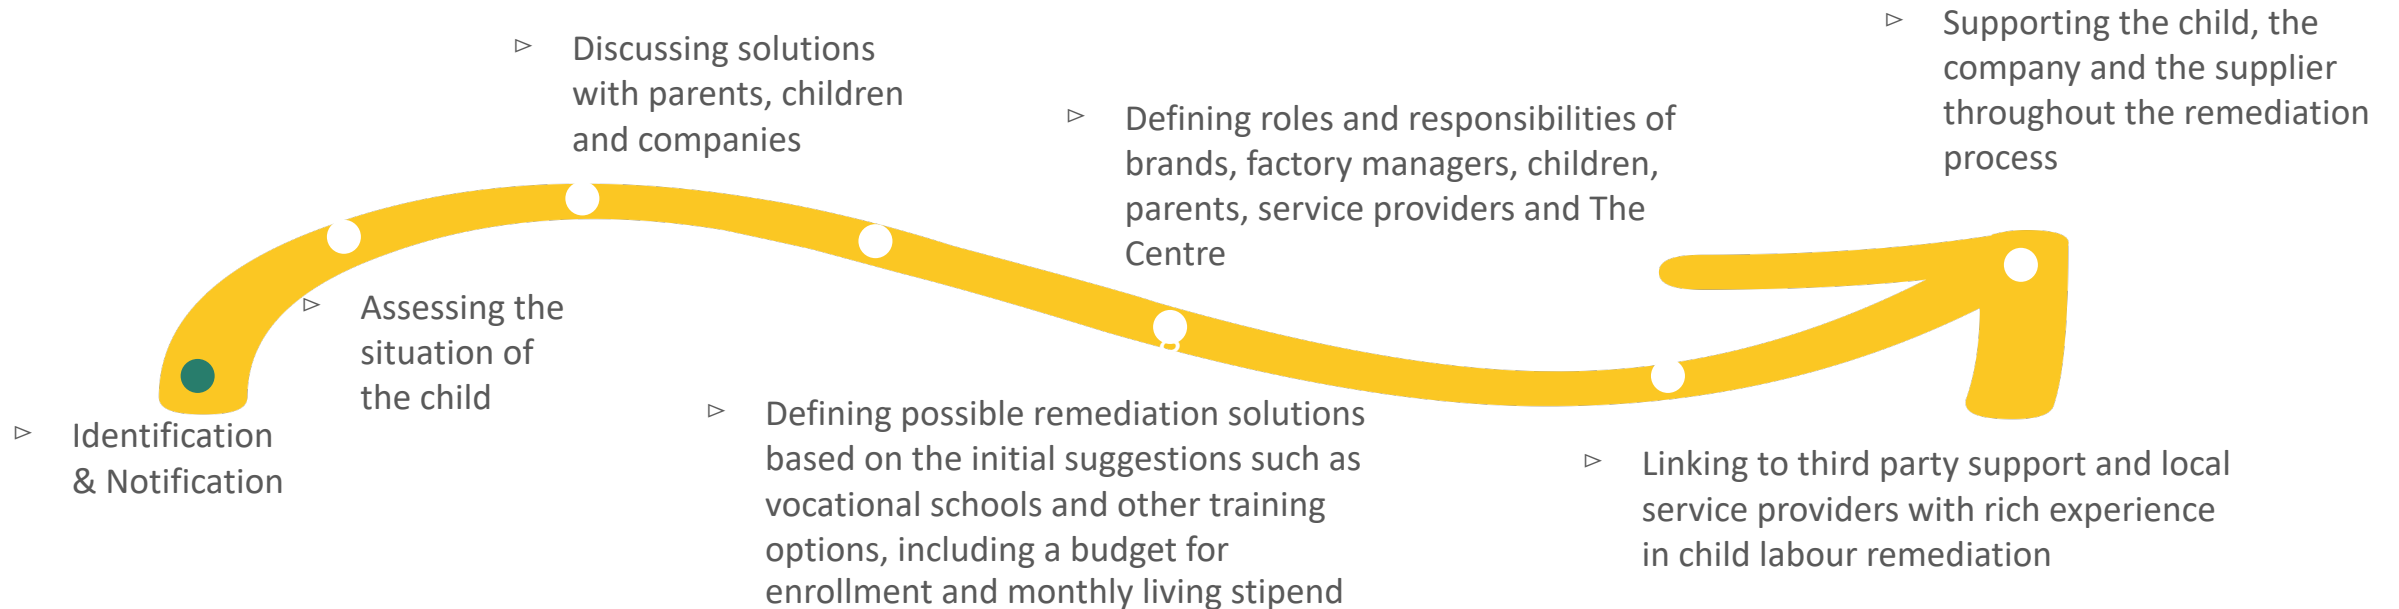 ▻ Identification
& Notification
▻ Assessing the
situation of
the child
▻ Discussing solutions
with parents, children
and companies
▻ Defining possible remediation solutions
based on the initial suggestions such as
vocational schools and other training
options, including a budget for
enrollment and monthly living stipend
▻ Defining roles and responsibilities of
brands, factory managers, children,
parents, service providers and The
Centre
▻ Linking to third party support and local
service providers with rich experience
in child labour remediation
▻ Supporting the child, the
company and the supplier
throughout the remediation
process